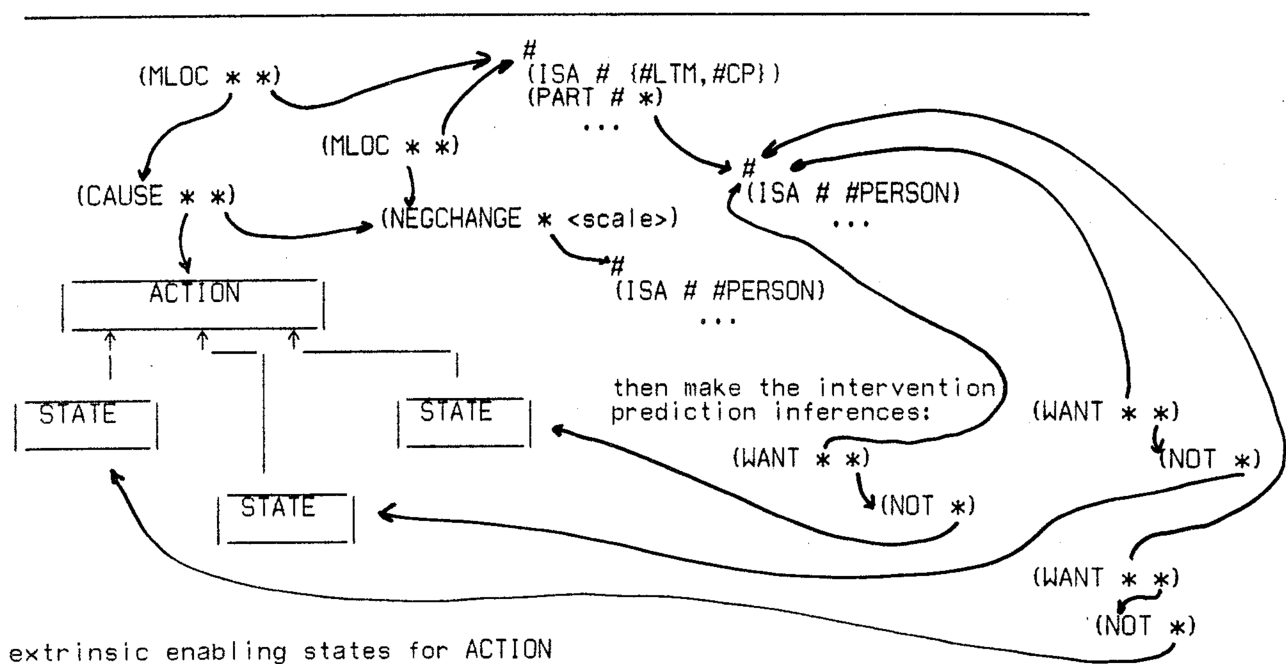 #
(MLOC * *)
(ISA # {#LTM,#CP})
(PART # *)
...
(MLOC * *)
#
(ISA # #PERSON)
...
(CAUSE * *)
(NEGCHANGE * <scale>)
#
(ISA # #PERSON)
...
ACTION
STATE
STATE
STATE
then make the intervention
prediction inferences:
(WANT * *)
(NOT *)
(WANT * *)
(NOT *)
(WANT * *)
(NOT *)
extrinsic enabling states for ACTION